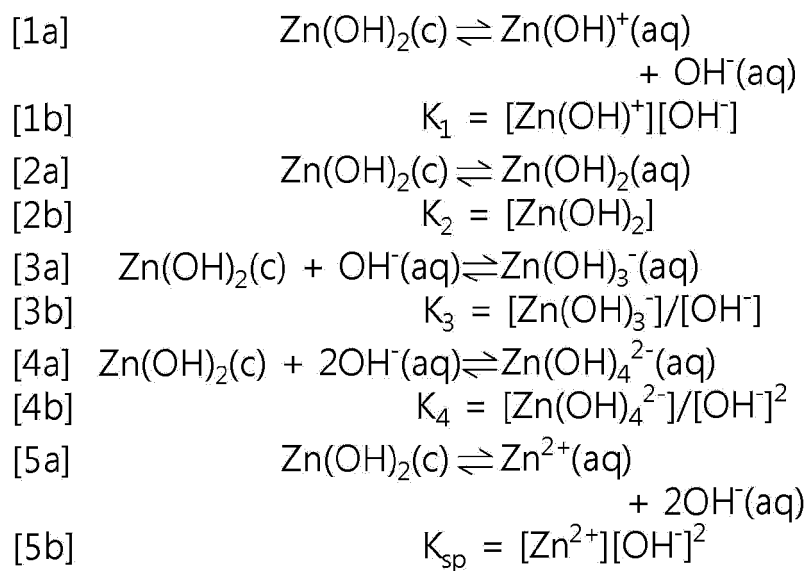 [1a] Zn(OH)₂(c) ⇌ Zn(OH)⁺(aq)
+ OH⁻(aq)
[1b] K₁ = [Zn(OH)⁺][OH⁻]
[2a] Zn(OH)₂(c) ⇌ Zn(OH)₂(aq)
[2b] K₂ = [Zn(OH)₂]
[3a] Zn(OH)₂(c) + OH⁻(aq) ⇌ Zn(OH)₃⁻(aq)
[3b] K₃ = [Zn(OH)₃⁻]/[OH⁻]
[4a] Zn(OH)₂(c) + 2OH⁻(aq) ⇌ Zn(OH)₄²⁻(aq)
[4b] K₄ = [Zn(OH)₄²⁻]/[OH⁻]²
[5a] Zn(OH)₂(c) ⇌ Zn²⁺(aq)
+ 2OH⁻(aq)
[5b] Kₛₚ = [Zn²⁺][OH⁻]²